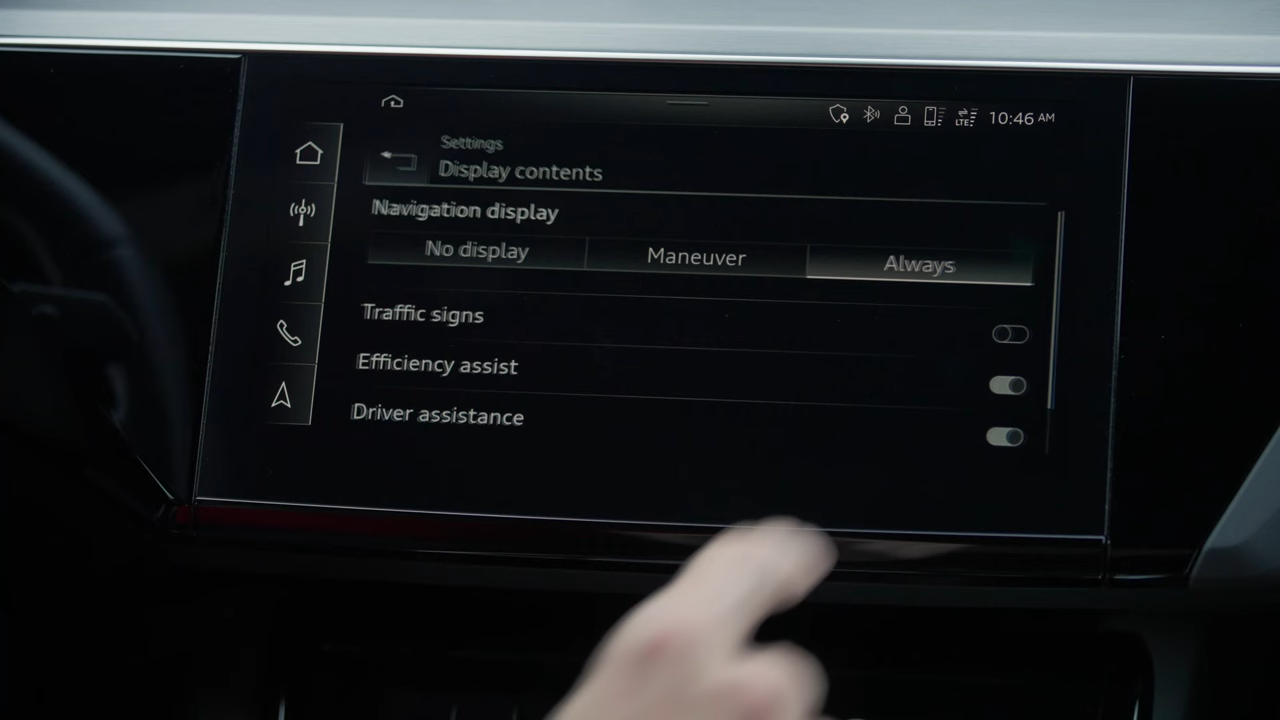 LTE 10:46 AM
Settings
Display contents
Navigation display
No display Maneuver Always
Traffic signs
Efficiency assist
Driver assistance